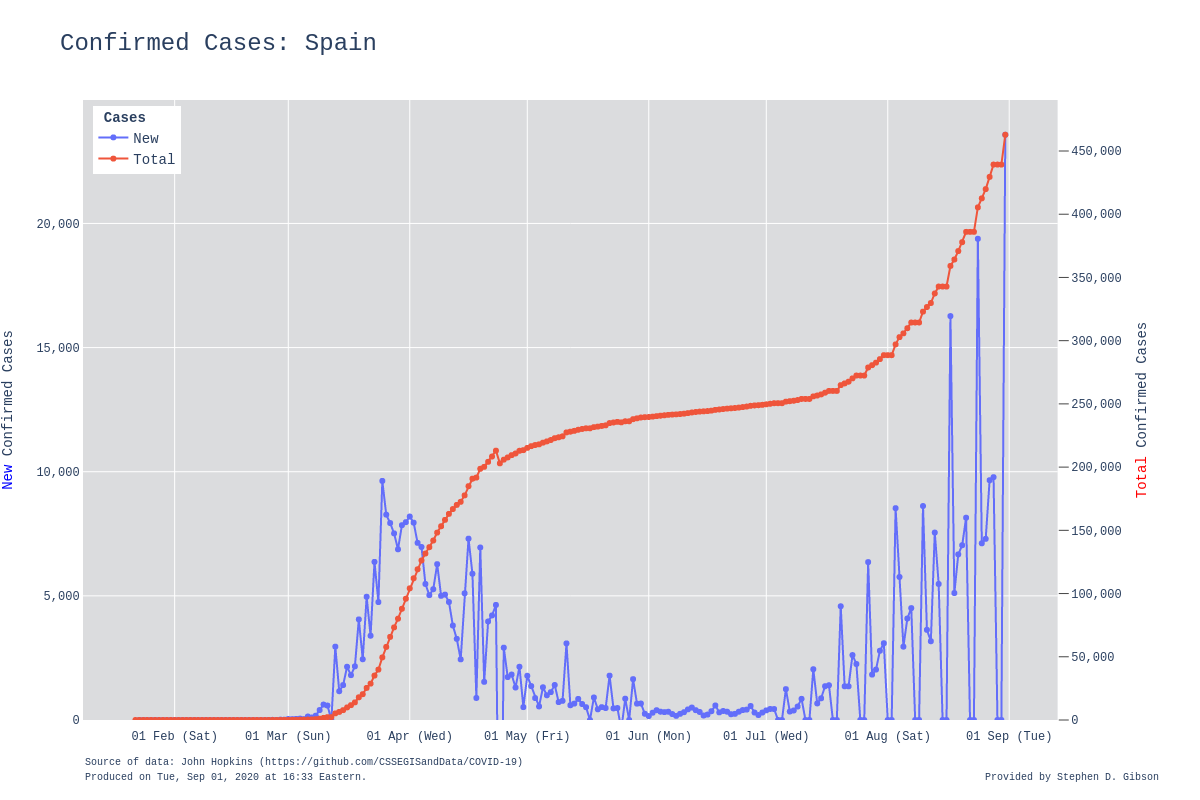 Confirmed Cases: Spain
Cases
New
Total
20,000
15,000
10,000
5,000
0
450,000
400,000
350,000
300,000
250,000
200,000
150,000
100,000
50,000
0
New Confirmed Cases
Total Confirmed Cases
01 Feb (Sat)
01 Mar (Sun)
01 Apr (Wed)
01 May (Fri)
01 Jun (Mon)
01 Jul (Wed)
01 Aug (Sat)
01 Sep (Tue)
Source of data: John Hopkins (https://github.com/CSSEGISandData/COVID-19)
Produced on Tue, Sep 01, 2020 at 16:33 Eastern.
Provided by Stephen D. Gibson